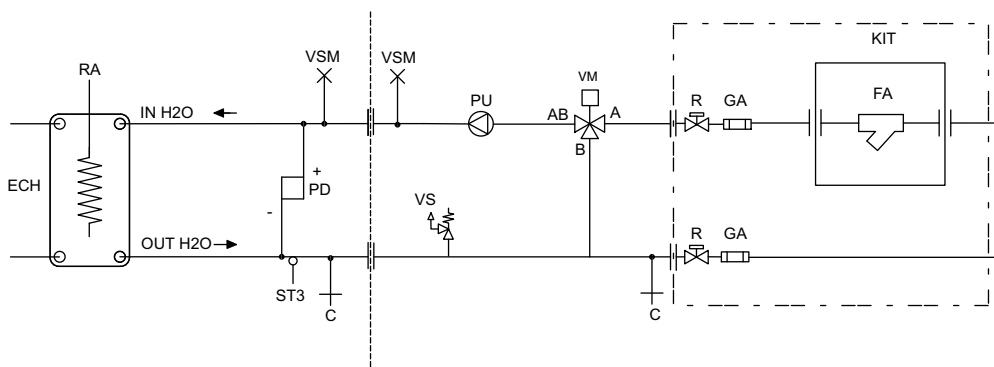 KIT
VSM
VSM
RA
VM
PU
FA
IN H2O
AB
A
R
GA
B
ECH
+
PD
-
VS
OUT H2O
R
GA
ST3
C
C